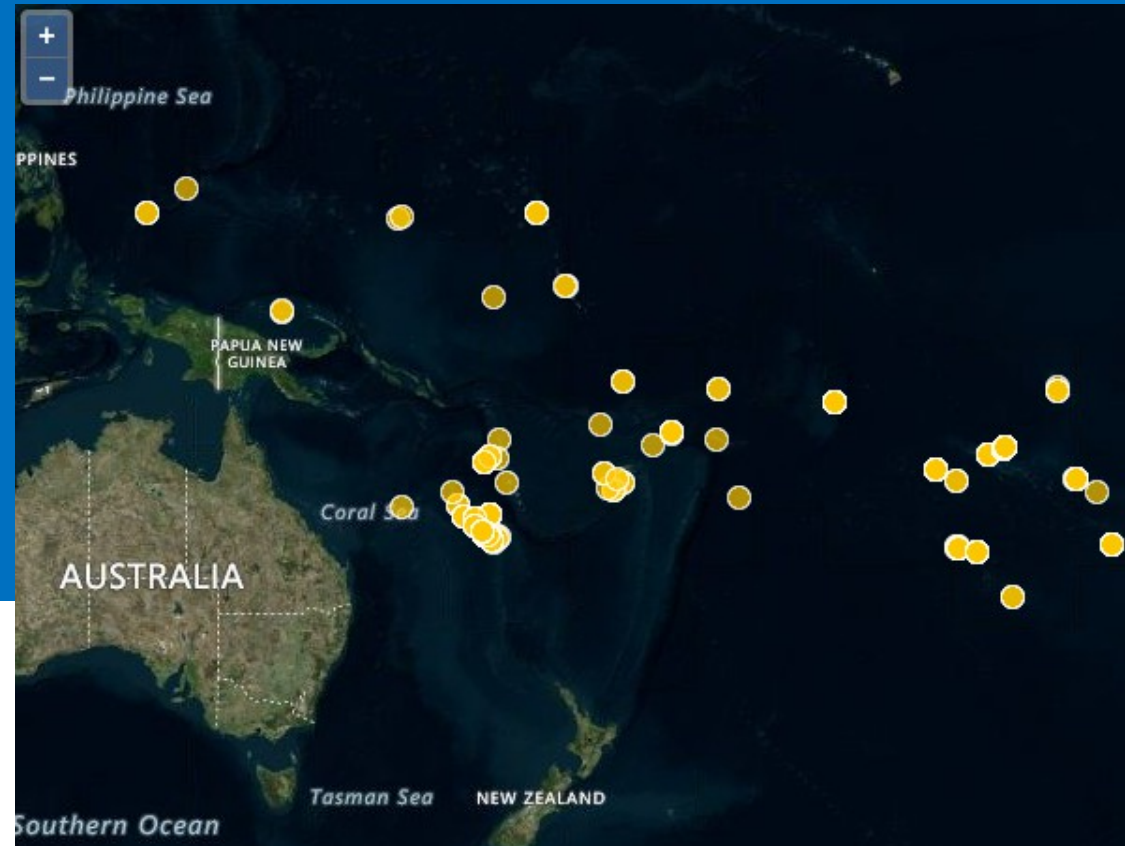 +
−
Philippine Sea
PPINES
PAPUA NEW
GUINEA
Coral Sea
AUSTRALIA
Tasman Sea
NEW ZEALAND
Southern Ocean